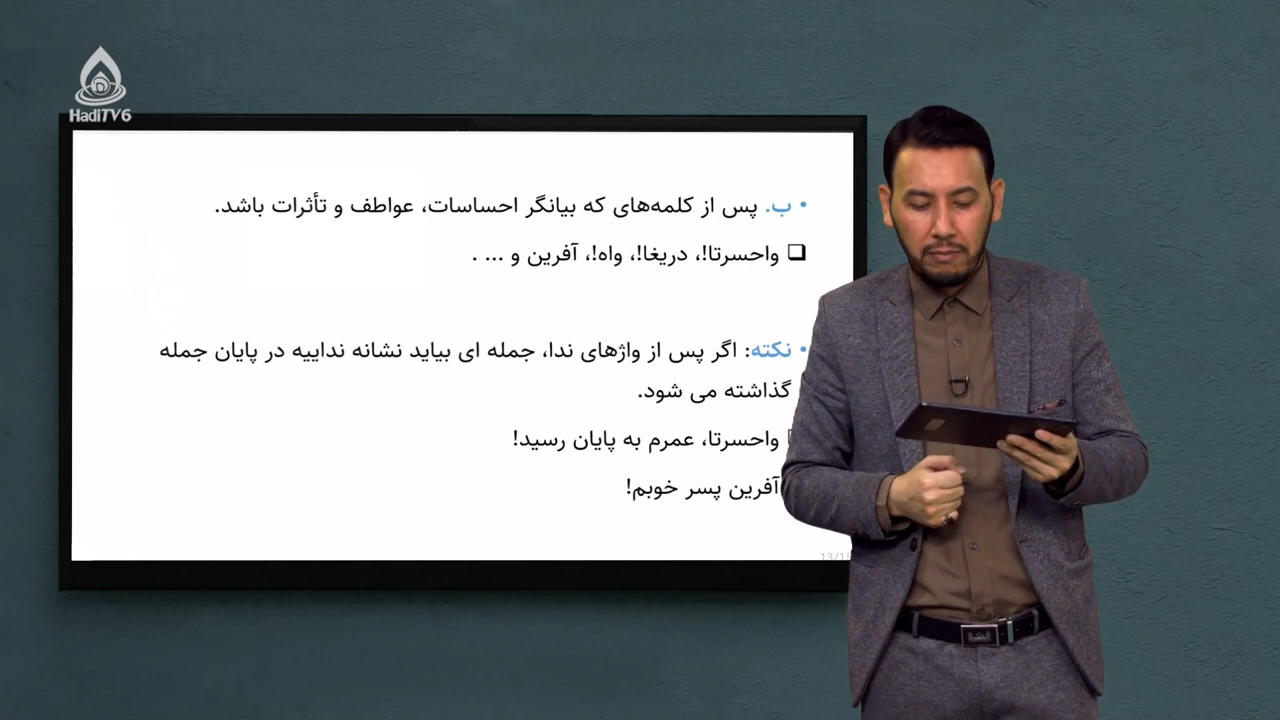 HadiTV6
• ب. پس از کلمه‌های که بیانگر احساسات، عواطف و تأثرات باشد.
❑ واحسرتا!، دریغا!، واه!، آفرین و ... .
• نکته: اگر پس از واژهای ندا، جمله ای بیاید نشانه نداییه در پایان جمله
گذاشته می شود.
واحسرتا، عمرم به پایان رسید!
آفرین پسر خوبم!